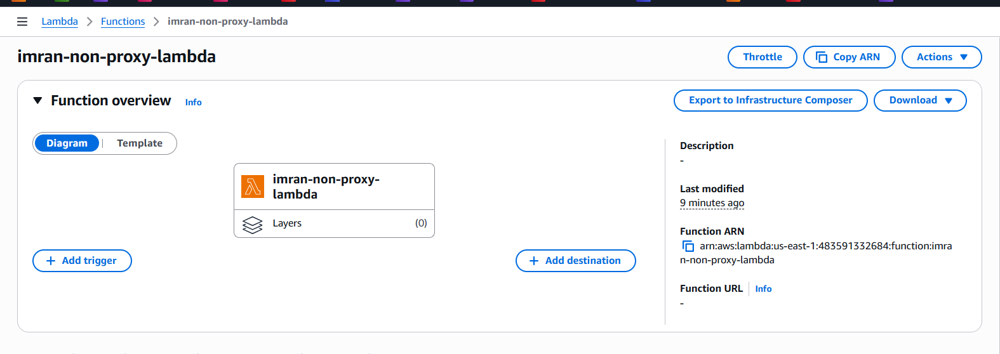 Lambda > Functions > imran-non-proxy-lambda
imran-non-proxy-lambda
Throttle
Copy ARN
Actions
Function overview Info
Export to Infrastructure Composer
Download
Diagram
Template
imran-non-proxy-
lambda
Layers (0)
+ Add trigger
+ Add destination
Description
-
Last modified
9 minutes ago
Function ARN
arn:aws:lambda:us-east-1:483591332684:function:imra
n-non-proxy-lambda
Function URL Info
-